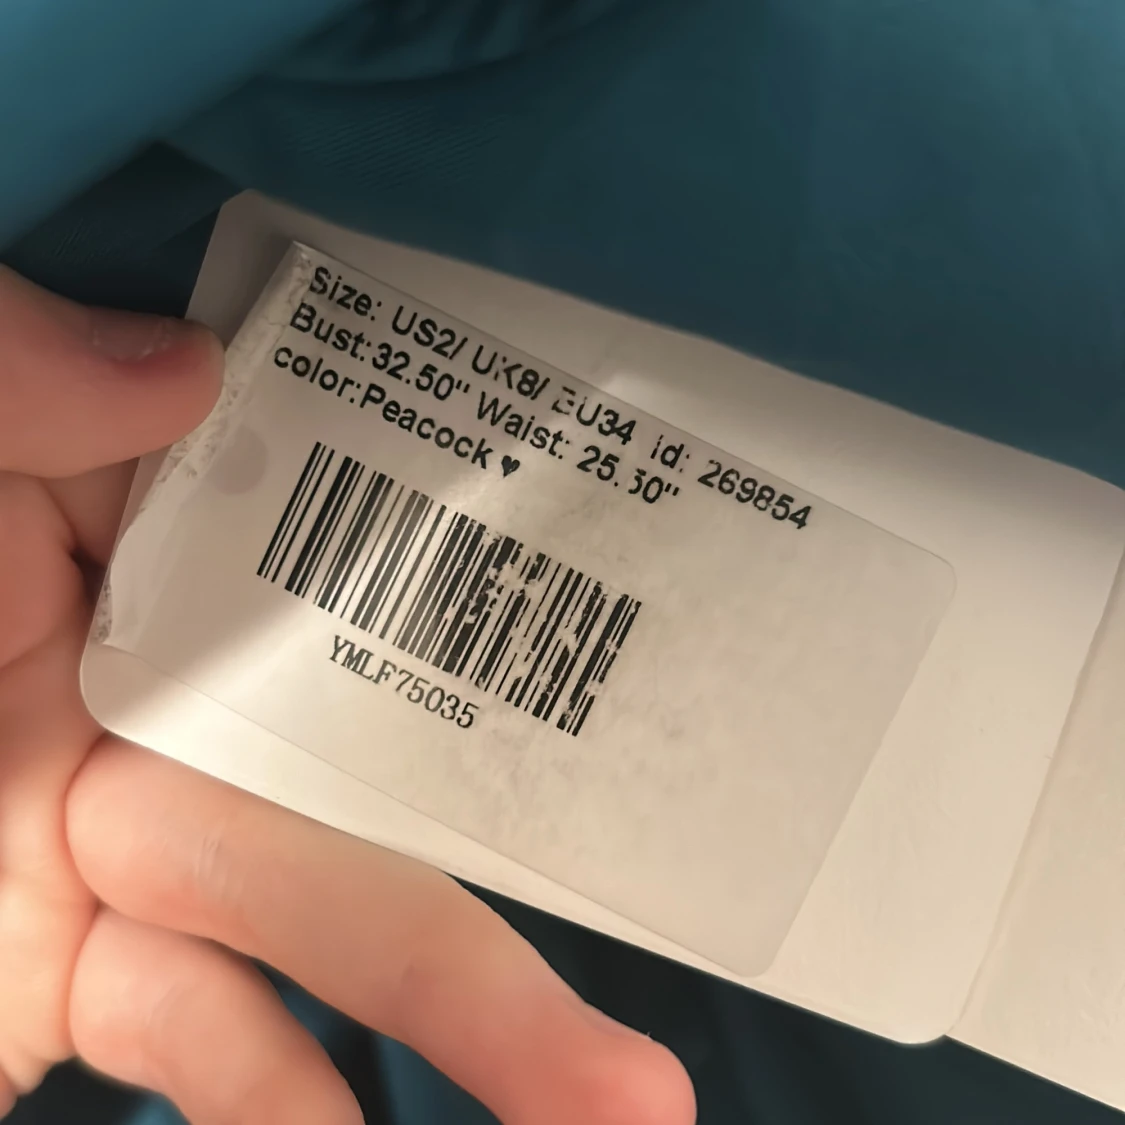 Size: US2/ UK8/ EU34 id: 269854
Bust:32.50" Waist: 25.50"
color:Peacock ♥
YMLF75035